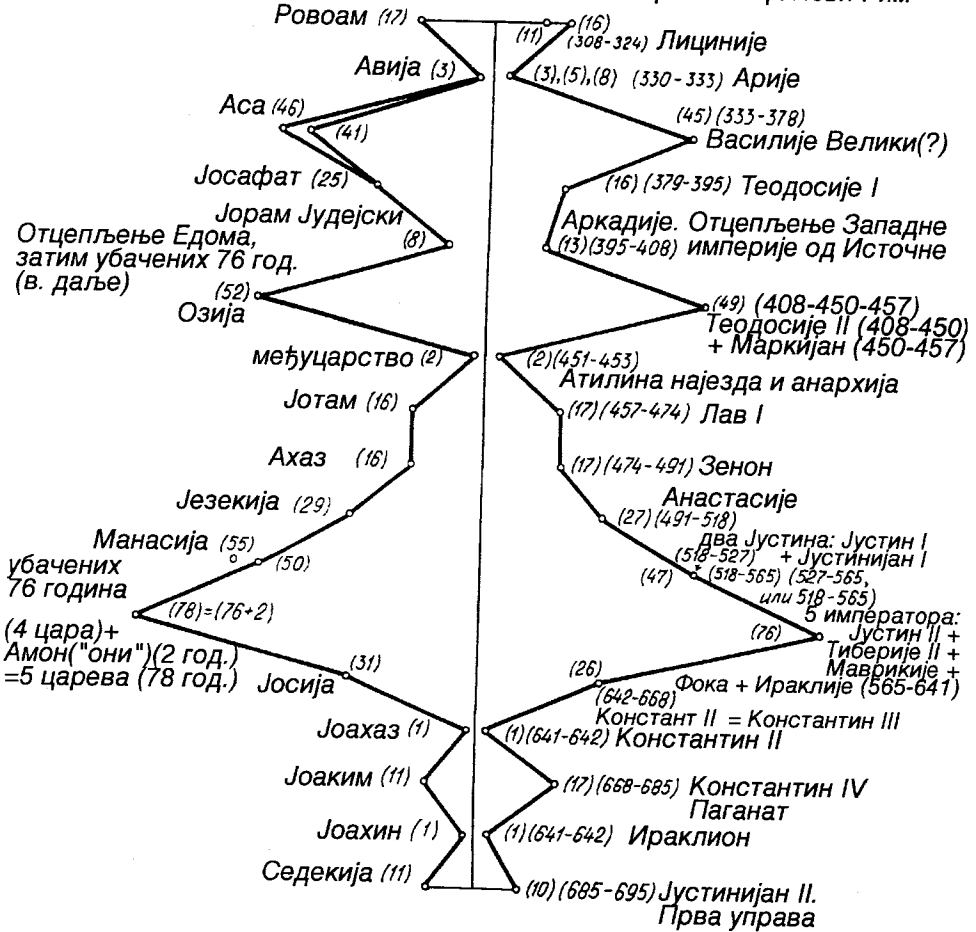 Ровоам (17)
(11)
(16)
(308-324) Лициније
Авија (3)
(3),(5),(8) (330-333) Арије
Аса (46)
(41)
(45) (333-378)
Василије Велики(?)
Јосафат (25)
(16) (379-395) Теодосије I
Јорам Јудејски
(8)
Отцепљење Едома,
затим убачених 76 год.
(в. даље)
Аркадије. Отцепљење Западне
(13)(395-408) империје од Источне
(52)
Озија
(49) (408-450-457)
Теодосије II (408-450)
+ Маркијан (450-457)
међуцарство (2)
(2)(451-453)
Атилина најезда и анархија
Јотам (16)
(17)(457-474) Лав I
Ахаз (16)
(17)(474-491) Зенон
Језекија (29)
Анастасије
(27)(491-518)
Манасија (55)
(50)
два Јустина: Јустин I
(518-527) + Јустинијан I
(47)
(518-565) (527-565,
или 518-565)
убачених
76 година
(78)=(76+2)
(4 цара)+
Амон("они")(2 год.)
=5 царева (78 год.)
5 императора:
(76)
Јустин II +
Тиберије II +
Маврикије +
Фока + Ираклије (565-641)
(31)
Јосија
(26)
(642-668)
Констант II = Константин III
Јоахаз (1)
(1)(641-642) Константин II
Јоаким (11)
(17)(668-685) Константин IV
Паганат
Јоахин (1)
(1)(641-642) Ираклион
Седекија (11)
(10)(685-695) Јустинијан II.
Прва управа